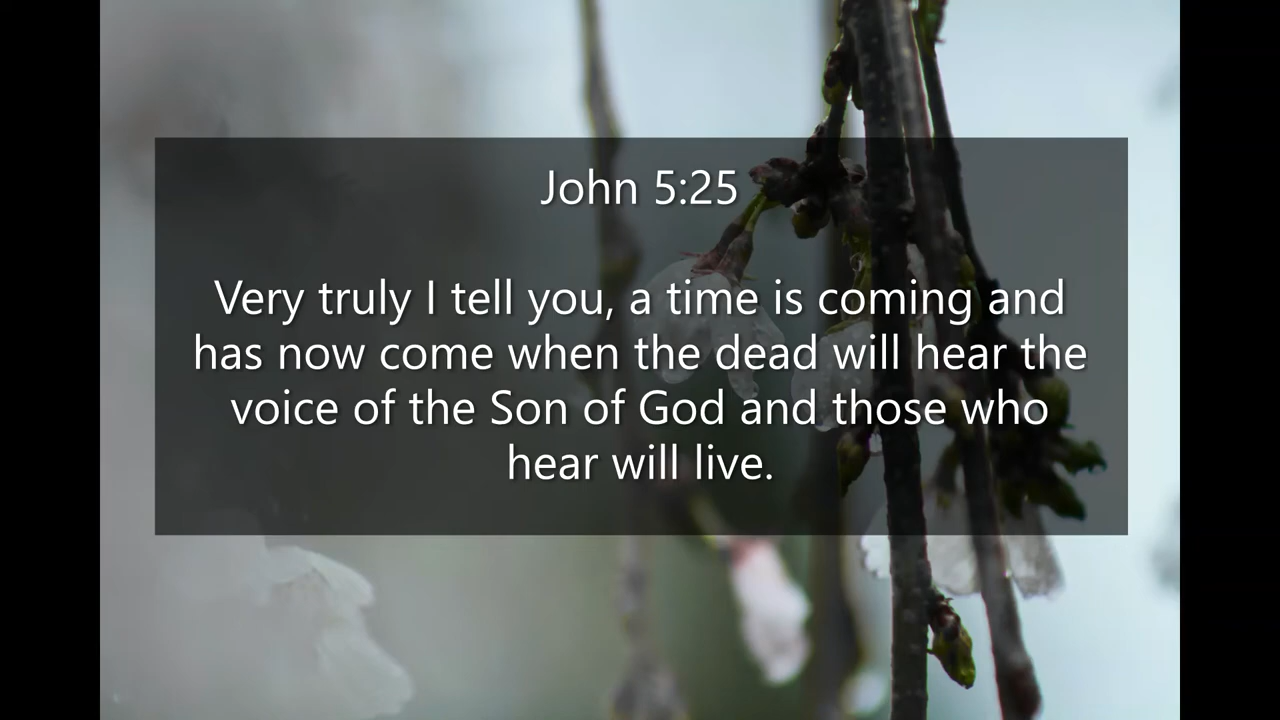 John 5:25
Very truly I tell you, a time is coming and
has now come when the dead will hear the
voice of the Son of God and those who
hear will live.